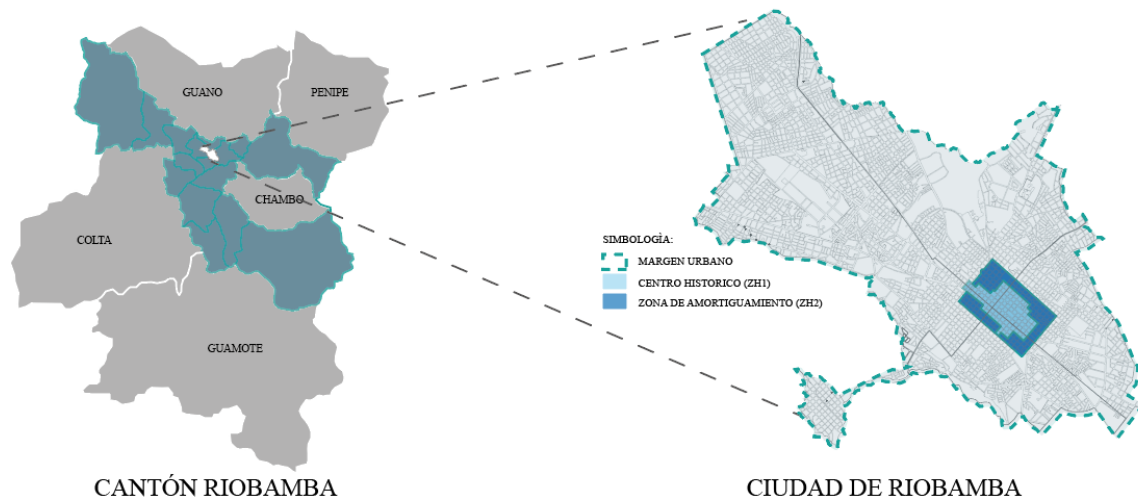 GUANO
PENIPE
CHAMBO
COLTA
GUAMOTE
CANTÓN RIOBAMBA
SIMBOLOGÌA:
MARGEN URBANO
CENTRO HISTORICO (ZH1)
ZONA DE AMORTIGUAMIENTO (ZH2)
CIUDAD DE RIOBAMBA